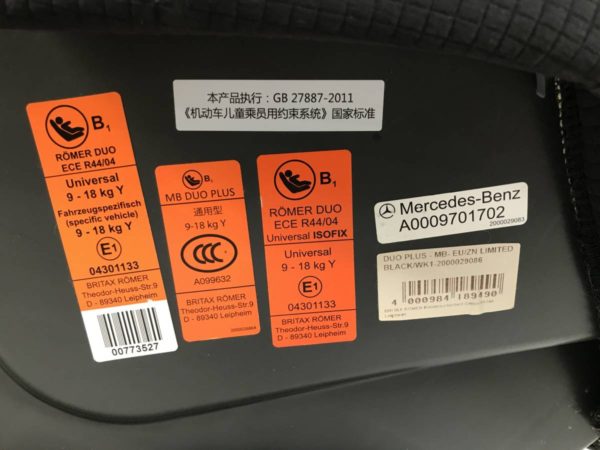 本产品执行：GB 27887-2011
《机动车儿童乘员用约束系统》国家标准
B1
RÖMER DUO
ECE R44/04
Universal
9 - 18 kg Y
Fahrzeugspezifisch
(specific vehicle)
9 - 18 kg Y
E1
04301133
BRITAX RÖMER
Theodor-Heuss-Str.9
D - 89340 Leipheim
00773527
B1
MB DUO PLUS
通用型
9-18 kg Y
CCC
A099632
BRITAX RÖMER
Theodor-Heuss-Str.9
D - 89340 Leipheim
B1
RÖMER DUO
ECE R44/04
Universal ISOFIX
Universal
9 - 18 kg Y
E1
04301133
BRITAX RÖMER
Theodor-Heuss-Str.9
D - 89340 Leipheim
Mercedes-Benz
A0009701702
2000029083
DUO PLUS - MB- EU/ZN LIMITED
BLACK/WK1-2000029086
4 000984 189490
BRITAX RÖMER
Leipheim